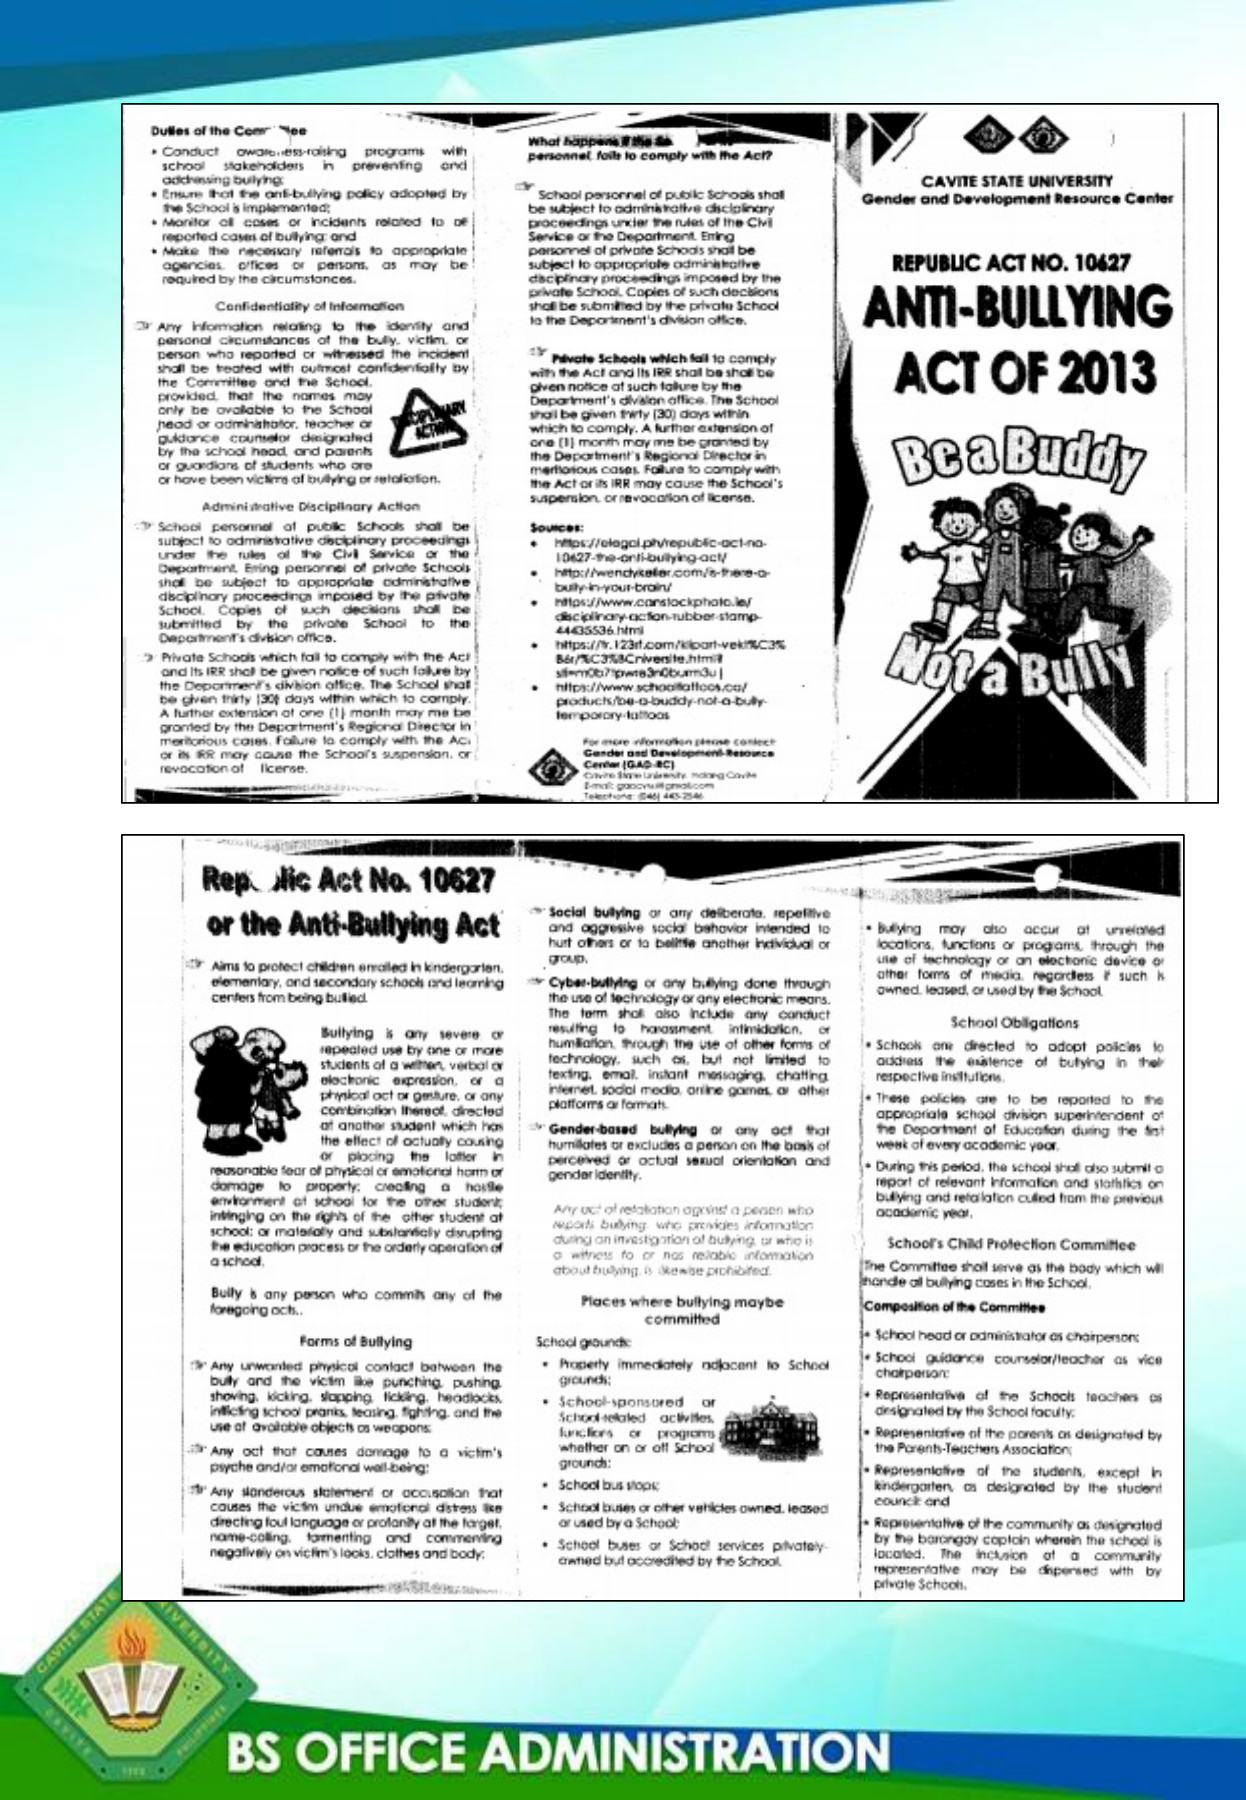 Duties of the Committee
• Conduct awareness-raising programs with
school stakeholders in preventing and
addressing bullying;
• Ensure that the anti-bullying policy adopted by
the School is implemented;
• Monitor all cases or incidents related to all
reported cases of bullying; and
• Make the necessary referrals to appropriate
agencies, offices or persons, as may be
required by the circumstances.
Confidentiality of Information
Any information relating to the identity and
personal circumstances of the bully, victim, or
person who reported or witnessed the incident
shall be treated with outmost confidentiality by
the Committee and the School,
provided, that the names may
only be available to the School
head or administrator, teacher or
guidance counselor designated
by the school head, and parents
or guardians of students who are
or have been victims of bullying or retaliation.
DISCIPLINARY
ACTION
Administrative Disciplinary Action
School personnel of public Schools shall be
subject to administrative disciplinary proceedings
under the rules of the Civil Service or the
Department. Erring personnel of private Schools
shall be subject to appropriate administrative
disciplinary proceedings imposed by the private
School. Copies of such decisions shall be
submitted by the private School to the
Department's division office.
Private Schools which fail to comply with the Act
and its IRR shall be given notice of such failure by
the Department's division office. The School shall
be given thirty (30) days within which to comply.
A further extension of one (1) month may me be
granted by the Department's Regional Director in
meritorious cases. Failure to comply with the Act
or its IRR may cause the School's suspension, or
revocation of license.
What happens if the
personnel, fails to comply with the Act?
School personnel of public Schools shall
be subject to administrative disciplinary
proceedings under the rules of the Civil
Service or the Department. Erring
personnel of private Schools shall be
subject to appropriate administrative
disciplinary proceedings imposed by the
private School. Copies of such decisions
shall be submitted by the private School
to the Department's division office.
Private Schools which fail to comply
with the Act and its IRR shall be shall be
given notice of such failure by the
Department's division office. The School
shall be given thirty (30) days within
which to comply. A further extension of
one (1) month may me be granted by
the Department's Regional Director in
meritorious cases. Failure to comply with
the Act or its IRR may cause the School's
suspension, or revocation of license.
Sources:
• https://elegal.ph/republic-act-no-
10627-the-anti-bullying-act/
• http://wendykeller.com/is-there-a-
bully-in-your-brain/
• https://www.canstockphoto.ie/
disciplinary-action-rubber-stamp-
44435536.html
• https://fr.123rf.com/klipart-vekt%C3%
B6r/%C3%BCniversite.html?
• https://www.schooltattoos.ca/
products/be-a-buddy-not-a-bully-
temporary-tattoos
For more information please contact:
Gender and Development-Resource
Center (GAD-RC)
Cavite State University, Indang Cavite
Telephone: (046) 443-2546
CAVITE STATE UNIVERSITY
Gender and Development Resource Center
REPUBLIC ACT NO. 10627
ANTI-BULLYING
ACT OF 2013
Be a Buddy
Not a Bully
Republic Act No. 10627
or the Anti-Bullying Act
Aims to protect children enrolled in kindergarten,
elementary, and secondary schools and learning
centers from being bullied.
Bullying is any severe or
repeated use by one or more
students of a written, verbal or
electronic expression, or a
physical act or gesture, or any
combination thereof, directed
at another student which has
the effect of actually causing
or placing the latter in
reasonable fear of physical or emotional harm or
damage to property; creating a hostile
environment at school for the other student;
infringing on the rights of the other student at
school; or materially and substantially disrupting
the education process or the orderly operation of
a school.
Bully is any person who commits any of the
foregoing acts..
Forms of Bullying
Any unwanted physical contact between the
bully and the victim like punching, pushing,
shoving, kicking, slapping, tickling, headlocks,
inflicting school pranks, teasing, fighting, and the
use of available objects as weapons;
Any act that causes damage to a victim's
psyche and/or emotional well-being;
Any slanderous statement or accusation that
causes the victim undue emotional distress like
directing foul language or profanity at the target,
name-calling, tormenting and commenting
negatively on victim's looks, clothes and body;
Social bullying or any deliberate, repetitive
and aggressive social behavior intended to
hurt others or to belittle another individual or
group.
Cyber-bullying or any bullying done through
the use of technology or any electronic means.
The term shall also include any conduct
resulting to harassment, intimidation, or
humiliation, through the use of other forms of
technology, such as, but not limited to
texting, email, instant messaging, chatting,
internet, social media, online games, or other
platforms or formats.
Gender-based bullying or any act that
humiliates or excludes a person on the basis of
perceived or actual sexual orientation and
gender identity.
Any act of retaliation against a person who
reports bullying, who provides information
during an investigation of bullying, or who is
a witness to or has reliable information
about bullying, is likewise prohibited.
Places where bullying maybe
committed
School grounds;
• Property immediately adjacent to School
grounds;
• School-sponsored or
School-related activities,
functions or programs
whether on or off School
grounds;
• School bus stops;
• School buses or other vehicles owned, leased
or used by a School;
• School buses or School services privately-
owned but accredited by the School.
• Bullying may also occur at unrelated
locations, functions or programs, through the
use of technology or an electronic device or
other forms of media, regardless if such is
owned, leased, or used by the School.
School Obligations
• Schools are directed to adopt policies to
address the existence of bullying in their
respective institutions.
• These policies are to be reported to the
appropriate school division superintendent of
the Department of Education during the first
week of every academic year.
• During this period, the school shall also submit a
report of relevant information and statistics on
bullying and retaliation culled from the previous
academic year.
School's Child Protection Committee
The Committee shall serve as the body which will
handle all bullying cases in the School.
Composition of the Committee
• School head or administrator as chairperson;
• School guidance counselor/teacher as vice
chairperson;
• Representative of the Schools teachers as
designated by the School faculty;
• Representative of the parents as designated by
the Parents-Teachers Association;
• Representative of the students, except in
kindergarten, as designated by the student
council; and
• Representative of the community as designated
by the barangay captain wherein the school is
located. The inclusion of a community
representative may be dispensed with by
private Schools.
CAVITE STATE UNIVERSITY
CAVITE PHILIPPINES
BS OFFICE ADMINISTRATION